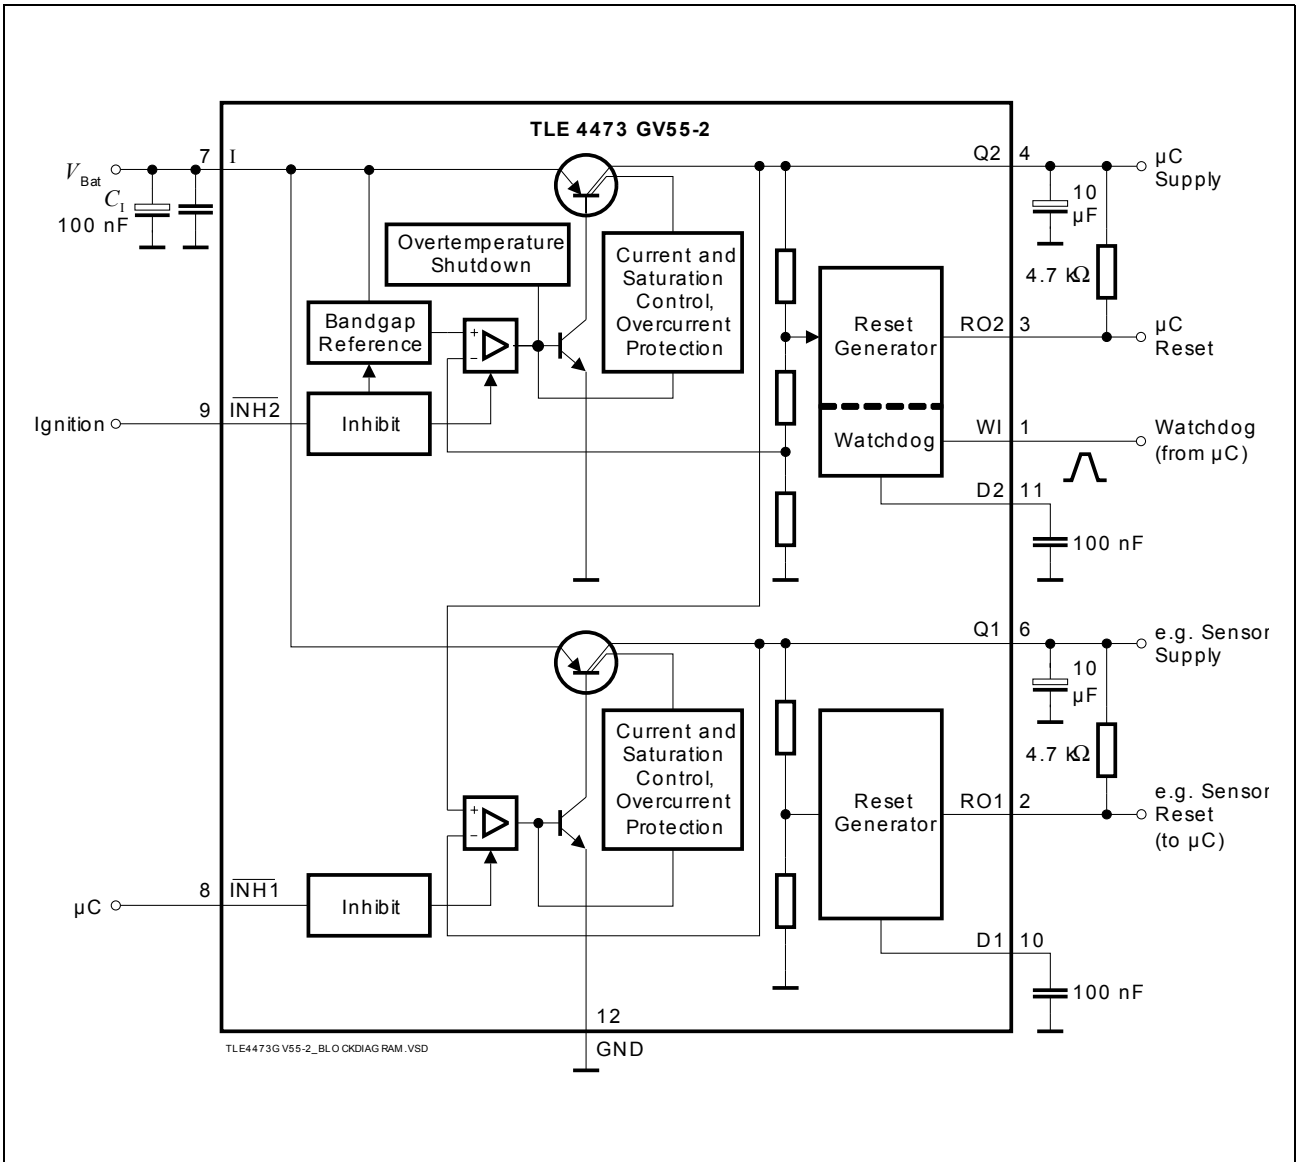 TLE 4473 GV55-2
7
I
V
Bat
C
I
100 nF
Q2
4
µC
Supply
10
µF
Overtemperature
Shutdown
Current and
Saturation
Control,
Overcurrent
Protection
4.7 kΩ
Bandgap
Reference
+
−
Reset
Generator
RO2
3
µC
Reset
Ignition
9
INH2
Inhibit
Watchdog
WI
1
Watchdog
(from µC)
D2
11
100 nF
Q1
6
e.g. Sensor
Supply
10
µF
Current and
Saturation
Control,
Overcurrent
Protection
4.7 kΩ
+
−
Reset
Generator
RO1
2
e.g. Sensor
Reset
(to µC)
µC
8
INH1
Inhibit
D1
10
100 nF
12
GND
TLE4473GV55-2_BLOCKDIAGRAM.VSD